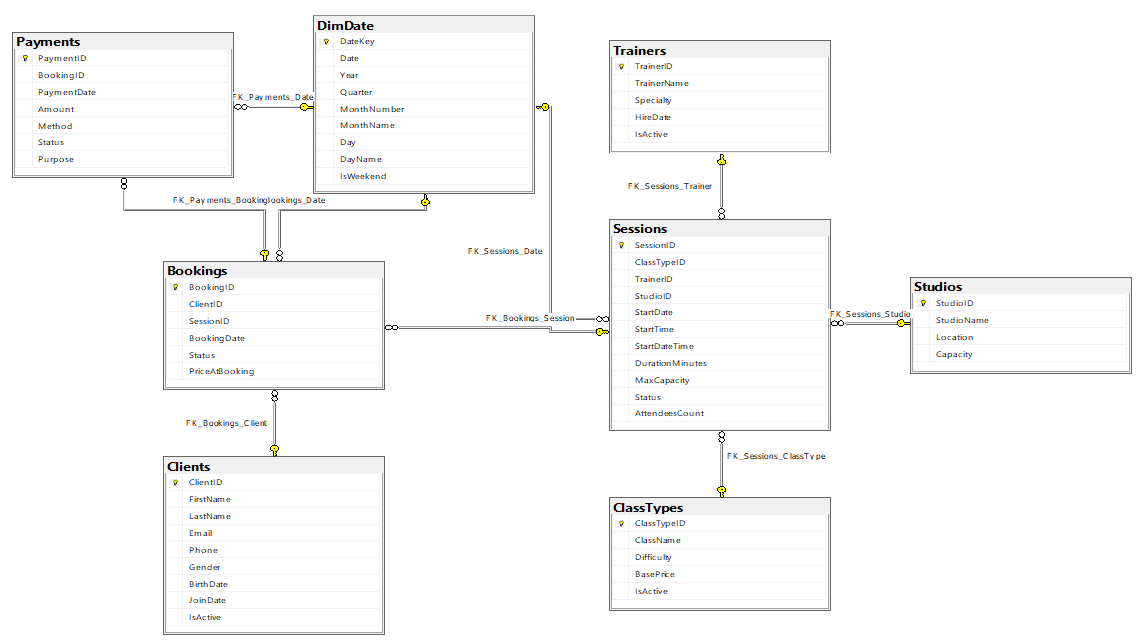 Payments
PaymentID
BookingID
PaymentDate
Amount
Method
Status
Purpose
FK_Payments_Date
DimDate
DateKey
Date
Year
Quarter
MonthNumber
MonthName
Day
DayName
IsWeekend
Trainers
TrainerID
TrainerName
Specialty
HireDate
IsActive
FK_Sessions_Trainer
FK_Payments_Booking
Bookings_Date
FK_Sessions_Date
Sessions
SessionID
ClassTypeID
TrainerID
StudioID
StartDate
StartTime
StartDateTime
DurationMinutes
MaxCapacity
Status
AttendeesCount
Bookings
BookingID
ClientID
SessionID
BookingDate
Status
PriceAtBooking
FK_Bookings_Session
FK_Sessions_Studio
Studios
StudioID
StudioName
Location
Capacity
FK_Bookings_Client
FK_Sessions_ClassType
Clients
ClientID
FirstName
LastName
Email
Phone
Gender
BirthDate
JoinDate
IsActive
ClassTypes
ClassTypeID
ClassName
Difficulty
BasePrice
IsActive